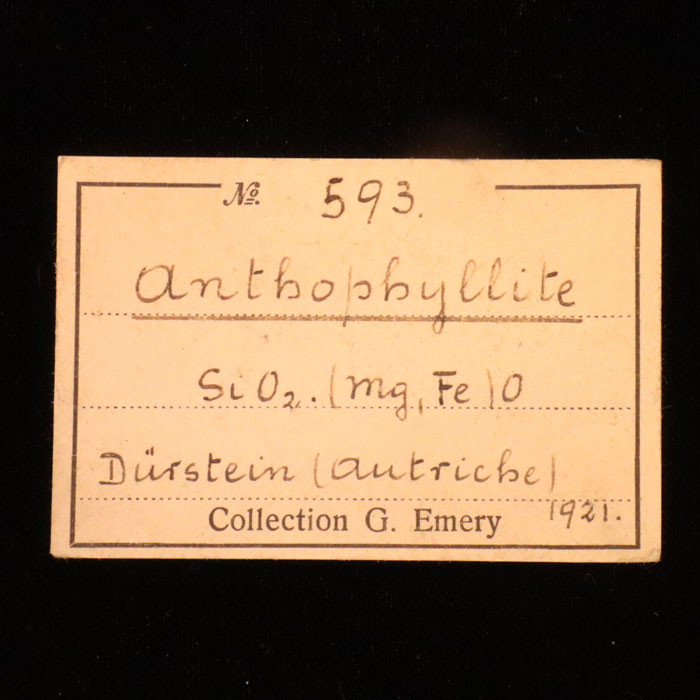 №. 593.
Anthophyllite
SiO₂. (Mg, Fe) O
Dürstein (Autriche)
Collection G. Emery 1921.